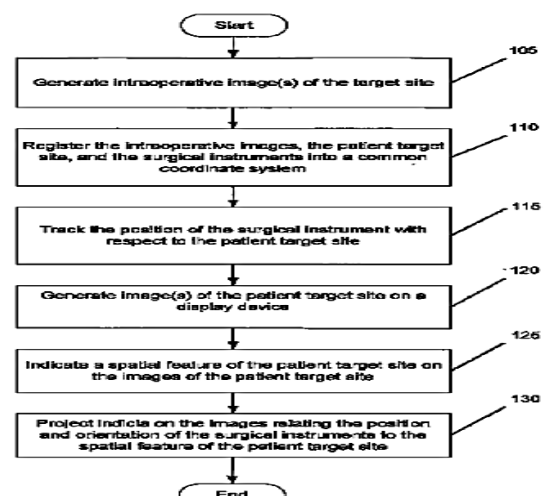 Start
105
Generate intraoperative image(s) of the target site
110
Register the intraoperative images, the patient target
site, and the surgical instruments into a common
coordinate system
115
Track the position of the surgical instrument with
respect to the patient target site
120
Generate image(s) of the patient target site on a
display device
125
Indicate a spatial feature of the patient target site on
the images of the patient target site
130
Project indicia on the images relating the position
and orientation of the surgical instruments to the
spatial feature of the patient target site
End